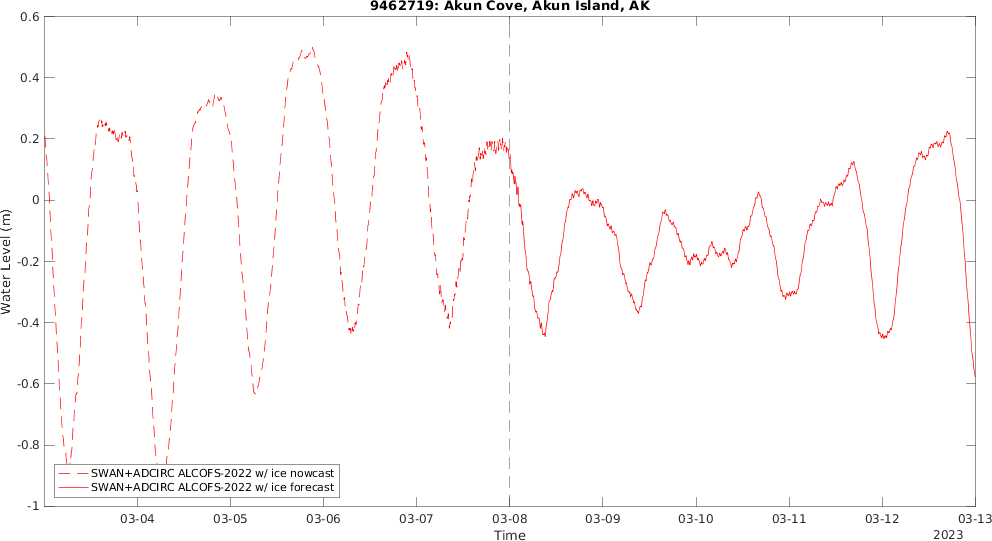 9462719: Akun Cove, Akun Island, AK
0.6
0.4
0.2
0
-0.2
-0.4
-0.6
-0.8
-1
Water Level (m)
SWAN+ADCIRC ALCOFS-2022 w/ ice nowcast
SWAN+ADCIRC ALCOFS-2022 w/ ice forecast
03-04 03-05 03-06 03-07 03-08 03-09 03-10 03-11 03-12 03-13
Time
2023